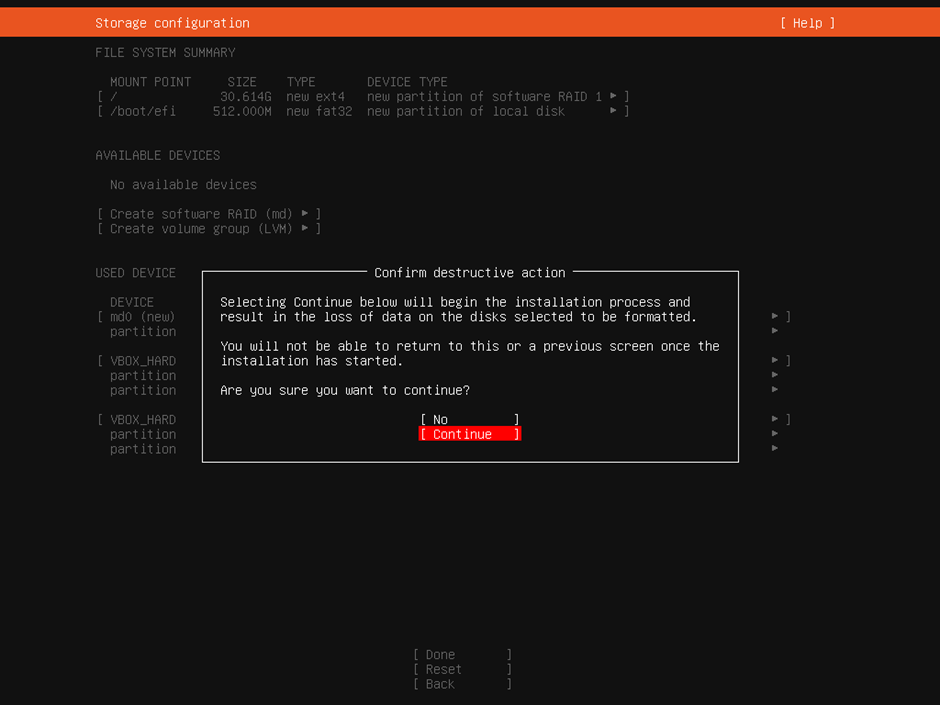 Storage configuration [ Help ]
FILE SYSTEM SUMMARY
MOUNT POINT SIZE TYPE DEVICE TYPE
[ / 30.614G new ext4 new partition of software RAID 1 ▸ ]
[ /boot/efi 512.000M new fat32 new partition of local disk ▸ ]
AVAILABLE DEVICES
No available devices
[ Create software RAID (md) ▸ ]
[ Create volume group (LVM) ▸ ]
USED DEVICE
DEVICE
[ md0 (new) ▸ ]
partition ▸
[ VBOX_HARD ▸ ]
partition ▸
partition ▸
[ VBOX_HARD ▸ ]
partition ▸
partition ▸
Confirm destructive action
Selecting Continue below will begin the installation process and
result in the loss of data on the disks selected to be formatted.
You will not be able to return to this or a previous screen once the
installation has started.
Are you sure you want to continue?
[ No ]
[ Continue ]
[ Done ]
[ Reset ]
[ Back ]